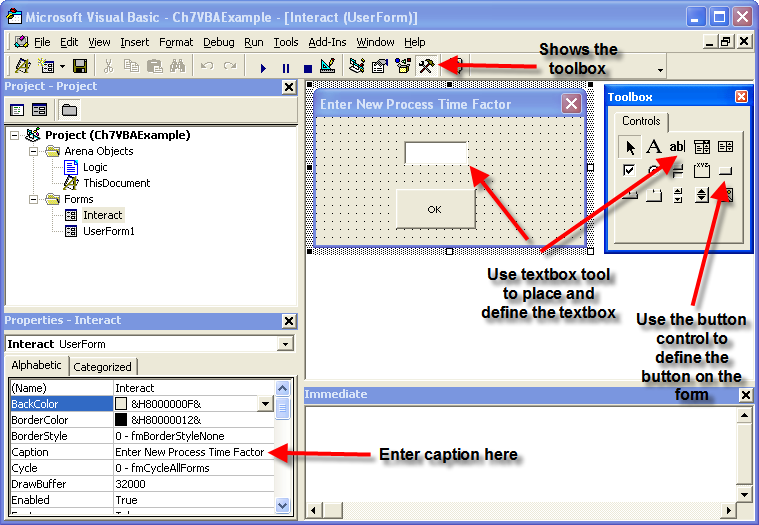 Microsoft Visual Basic - Ch7VBAExample - [Interact (UserForm)]
File Edit View Insert Format Debug Run Tools Add-Ins Window Help
Shows the
toolbox
Project - Project
Project (Ch7VBAExample)
Arena Objects
Logic
ThisDocument
Forms
Interact
UserForm1
Enter New Process Time Factor
OK
Toolbox
Controls
A
ab|
xyz
Use textbox tool
to place and
define the textbox
Use the button
control to
define the
button on the
form
Properties - Interact
Interact UserForm
Alphabetic Categorized
(Name) Interact
BackColor &H8000000F&
BorderColor &H80000012&
BorderStyle 0 - fmBorderStyleNone
Caption Enter New Process Time Factor
Cycle 0 - fmCycleAllForms
DrawBuffer 32000
Enabled True
Enter caption here
Immediate